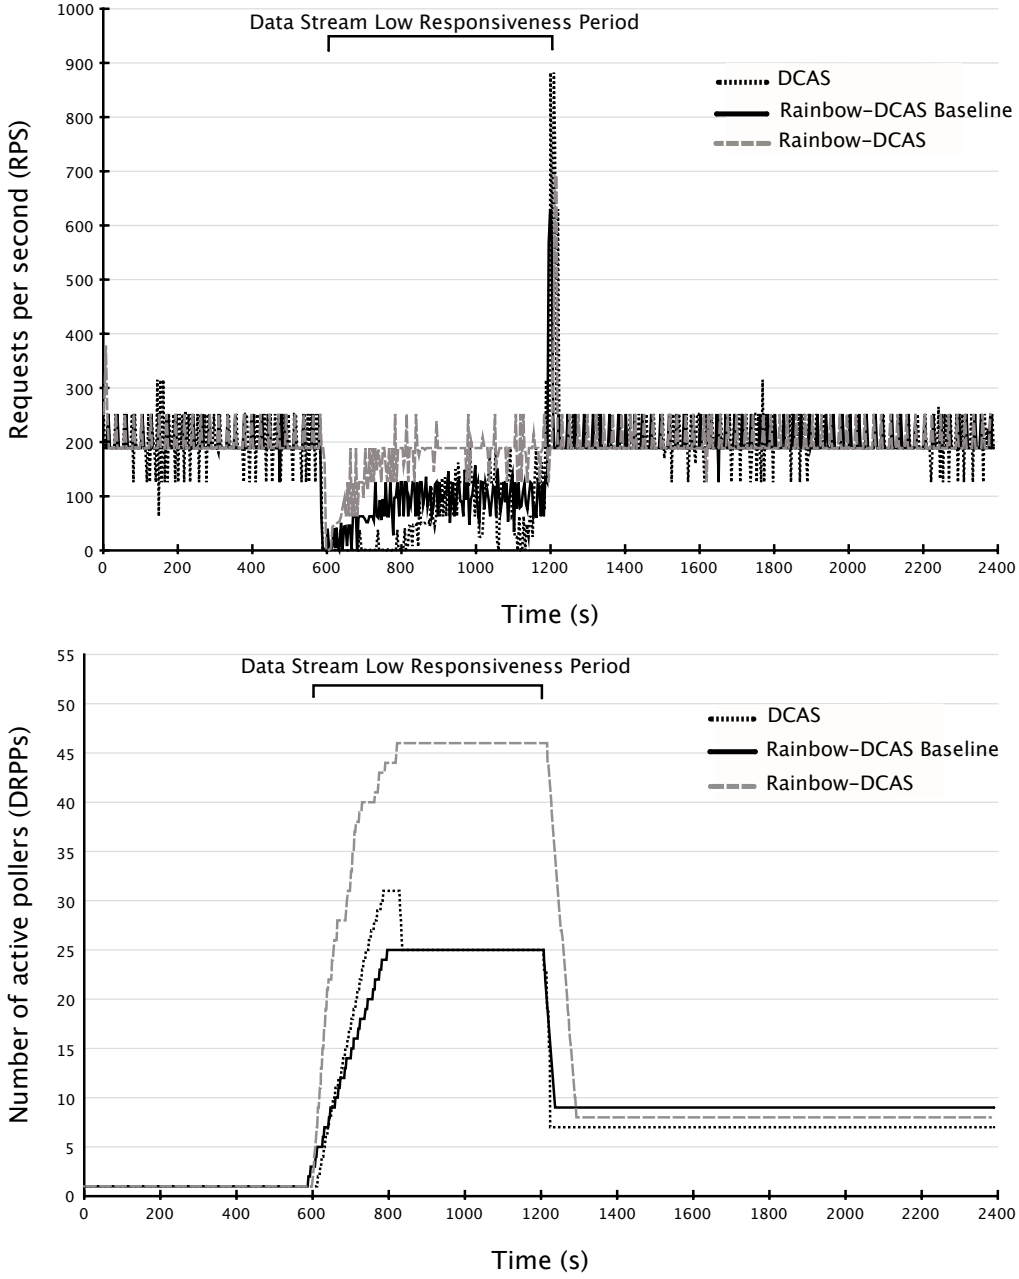 1000
Data Stream Low Responsiveness Period
900
DCAS
800
Rainbow-DCAS Baseline
Rainbow-DCAS
700
600
500
400
300
200
100
0
Requests per second (RPS)
0 200 400 600 800 1000 1200 1400 1600 1800 2000 2200 2400
Time (s)
55
Data Stream Low Responsiveness Period
50
DCAS
45
Rainbow-DCAS Baseline
Rainbow-DCAS
40
35
30
25
20
15
10
5
0
Number of active pollers (DRPPs)
0 200 400 600 800 1000 1200 1400 1600 1800 2000 2200 2400
Time (s)